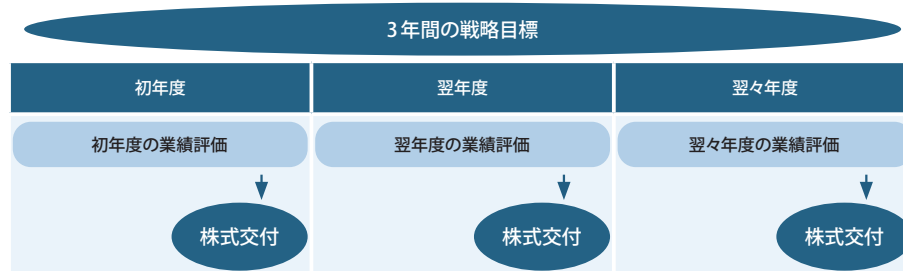 3年間の戦略目標
初年度
翌年度
翌々年度
初年度の業績評価
翌年度の業績評価
翌々年度の業績評価
株式交付
株式交付
株式交付